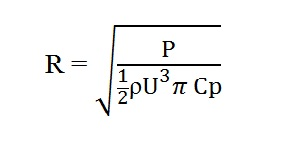 R = √(P / (½ρU³π Cp))